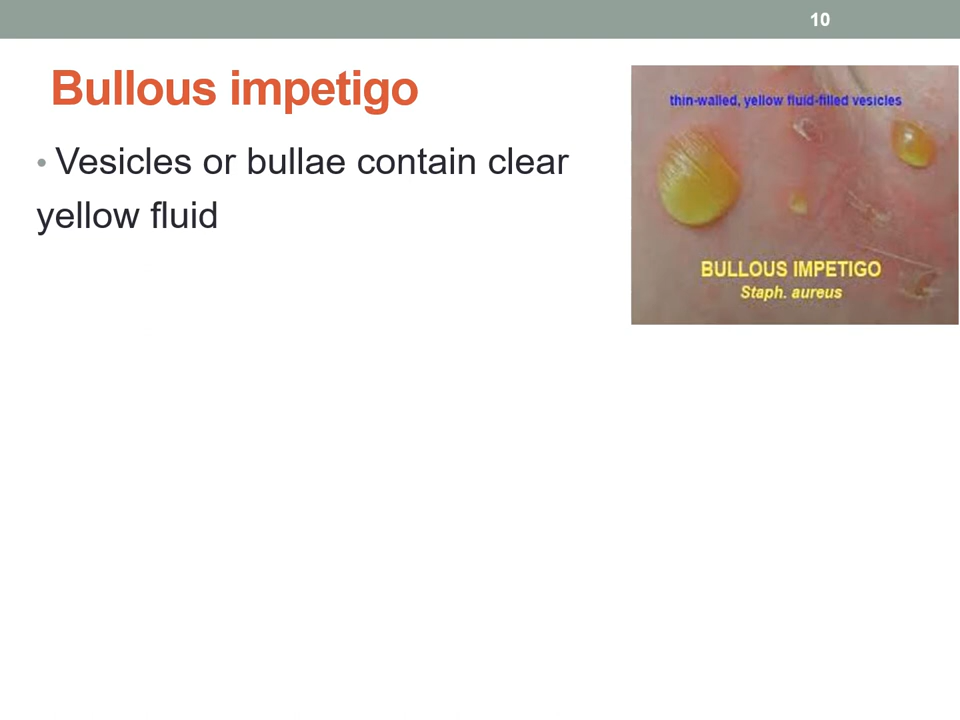 10
Bullous impetigo
• Vesicles or bullae contain clear
yellow fluid
thin-walled, yellow fluid-filled vesicles
BULLOUS IMPETIGO
Staph. aureus